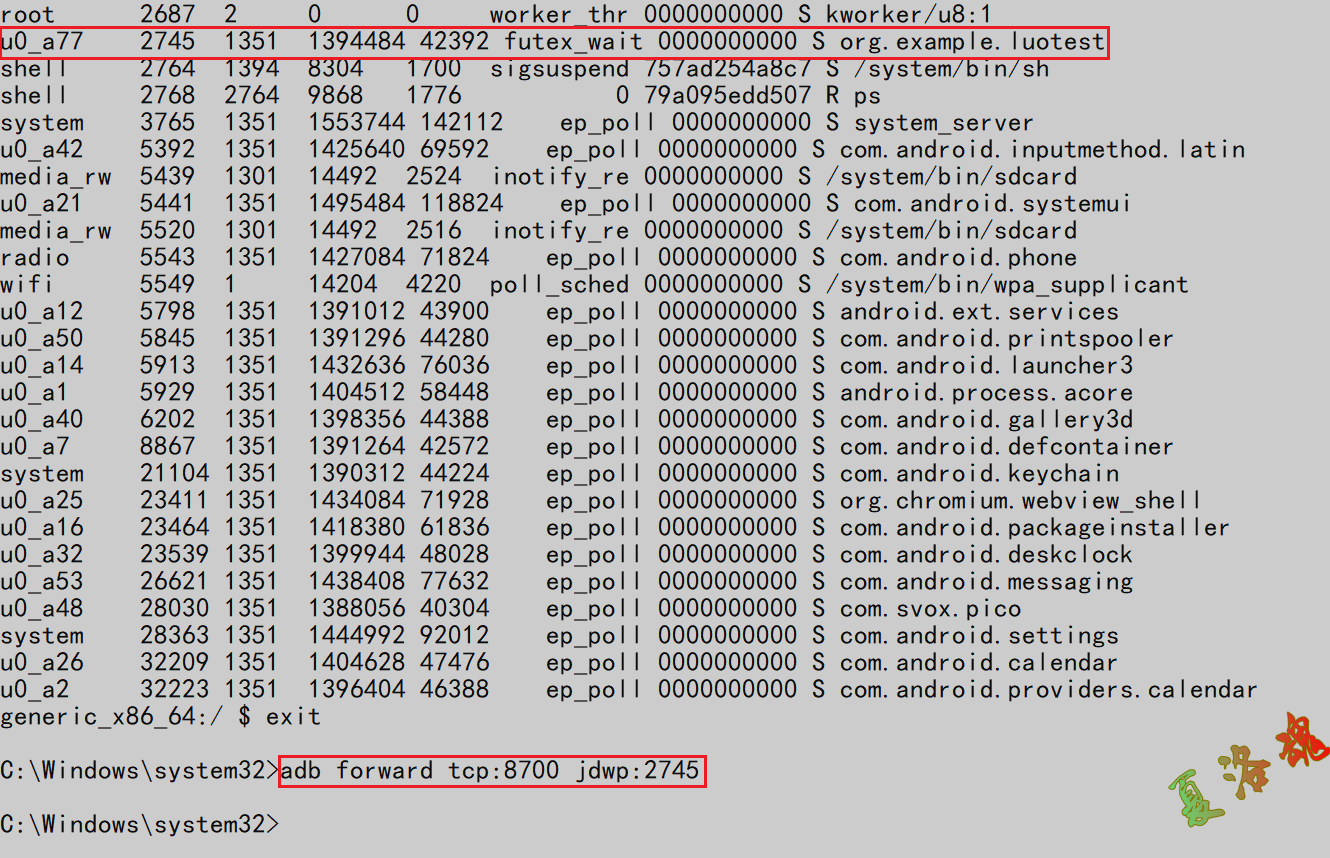 root      2687  2     0      0     worker_thr 0000000000 S kworker/u8:1
u0_a77    2745  1351  1394484 42392 futex_wait 0000000000 S org.example.luotest
shell     2764  1394  8304   1700  sigsuspend 757ad254a8c7 S /system/bin/sh
shell     2768  2764  9868   1776           0 79a095edd507 R ps
system    3765  1351  1553744 142112    ep_poll 0000000000 S system_server
u0_a42    5392  1351  1425640 69592    ep_poll 0000000000 S com.android.inputmethod.latin
media_rw  5439  1301  14492  2524  inotify_re 0000000000 S /system/bin/sdcard
u0_a21    5441  1351  1495484 118824    ep_poll 0000000000 S com.android.systemui
media_rw  5520  1301  14492  2516  inotify_re 0000000000 S /system/bin/sdcard
radio     5543  1351  1427084 71824    ep_poll 0000000000 S com.android.phone
wifi      5549  1     14204  4220  poll_sched 0000000000 S /system/bin/wpa_supplicant
u0_a12    5798  1351  1391012 43900    ep_poll 0000000000 S android.ext.services
u0_a50    5845  1351  1391296 44280    ep_poll 0000000000 S com.android.printspooler
u0_a14    5913  1351  1432636 76036    ep_poll 0000000000 S com.android.launcher3
u0_a1     5929  1351  1404512 58448    ep_poll 0000000000 S android.process.acore
u0_a40    6202  1351  1398356 44388    ep_poll 0000000000 S com.android.gallery3d
u0_a7     8867  1351  1391264 42572    ep_poll 0000000000 S com.android.defcontainer
system    21104 1351  1390312 44224    ep_poll 0000000000 S com.android.keychain
u0_a25    23411 1351  1434084 71928    ep_poll 0000000000 S org.chromium.webview_shell
u0_a16    23464 1351  1418380 61836    ep_poll 0000000000 S com.android.packageinstaller
u0_a32    23539 1351  1399944 48028    ep_poll 0000000000 S com.android.deskclock
u0_a53    26621 1351  1438408 77632    ep_poll 0000000000 S com.android.messaging
u0_a48    28030 1351  1388056 40304    ep_poll 0000000000 S com.svox.pico
system    28363 1351  1444992 92012    ep_poll 0000000000 S com.android.settings
u0_a26    32209 1351  1404628 47476    ep_poll 0000000000 S com.android.calendar
u0_a2     32223 1351  1396404 46388    ep_poll 0000000000 S com.android.providers.calendar
generic_x86_64:/ $ exit
C:\Windows\system32>adb forward tcp:8700 jdwp:2745
C:\Windows\system32>
夏洛魂